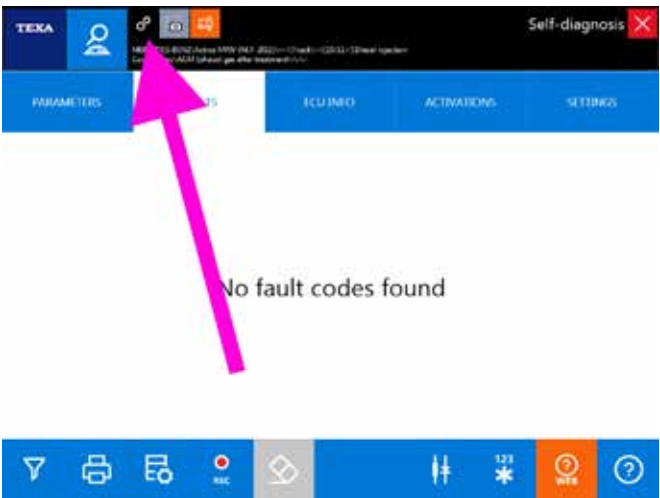 TEXA
Self-diagnosis
PARAMETERS
ECU INFO
ACTIVATIONS
SETTINGS
No fault codes found
REC
123
WEB